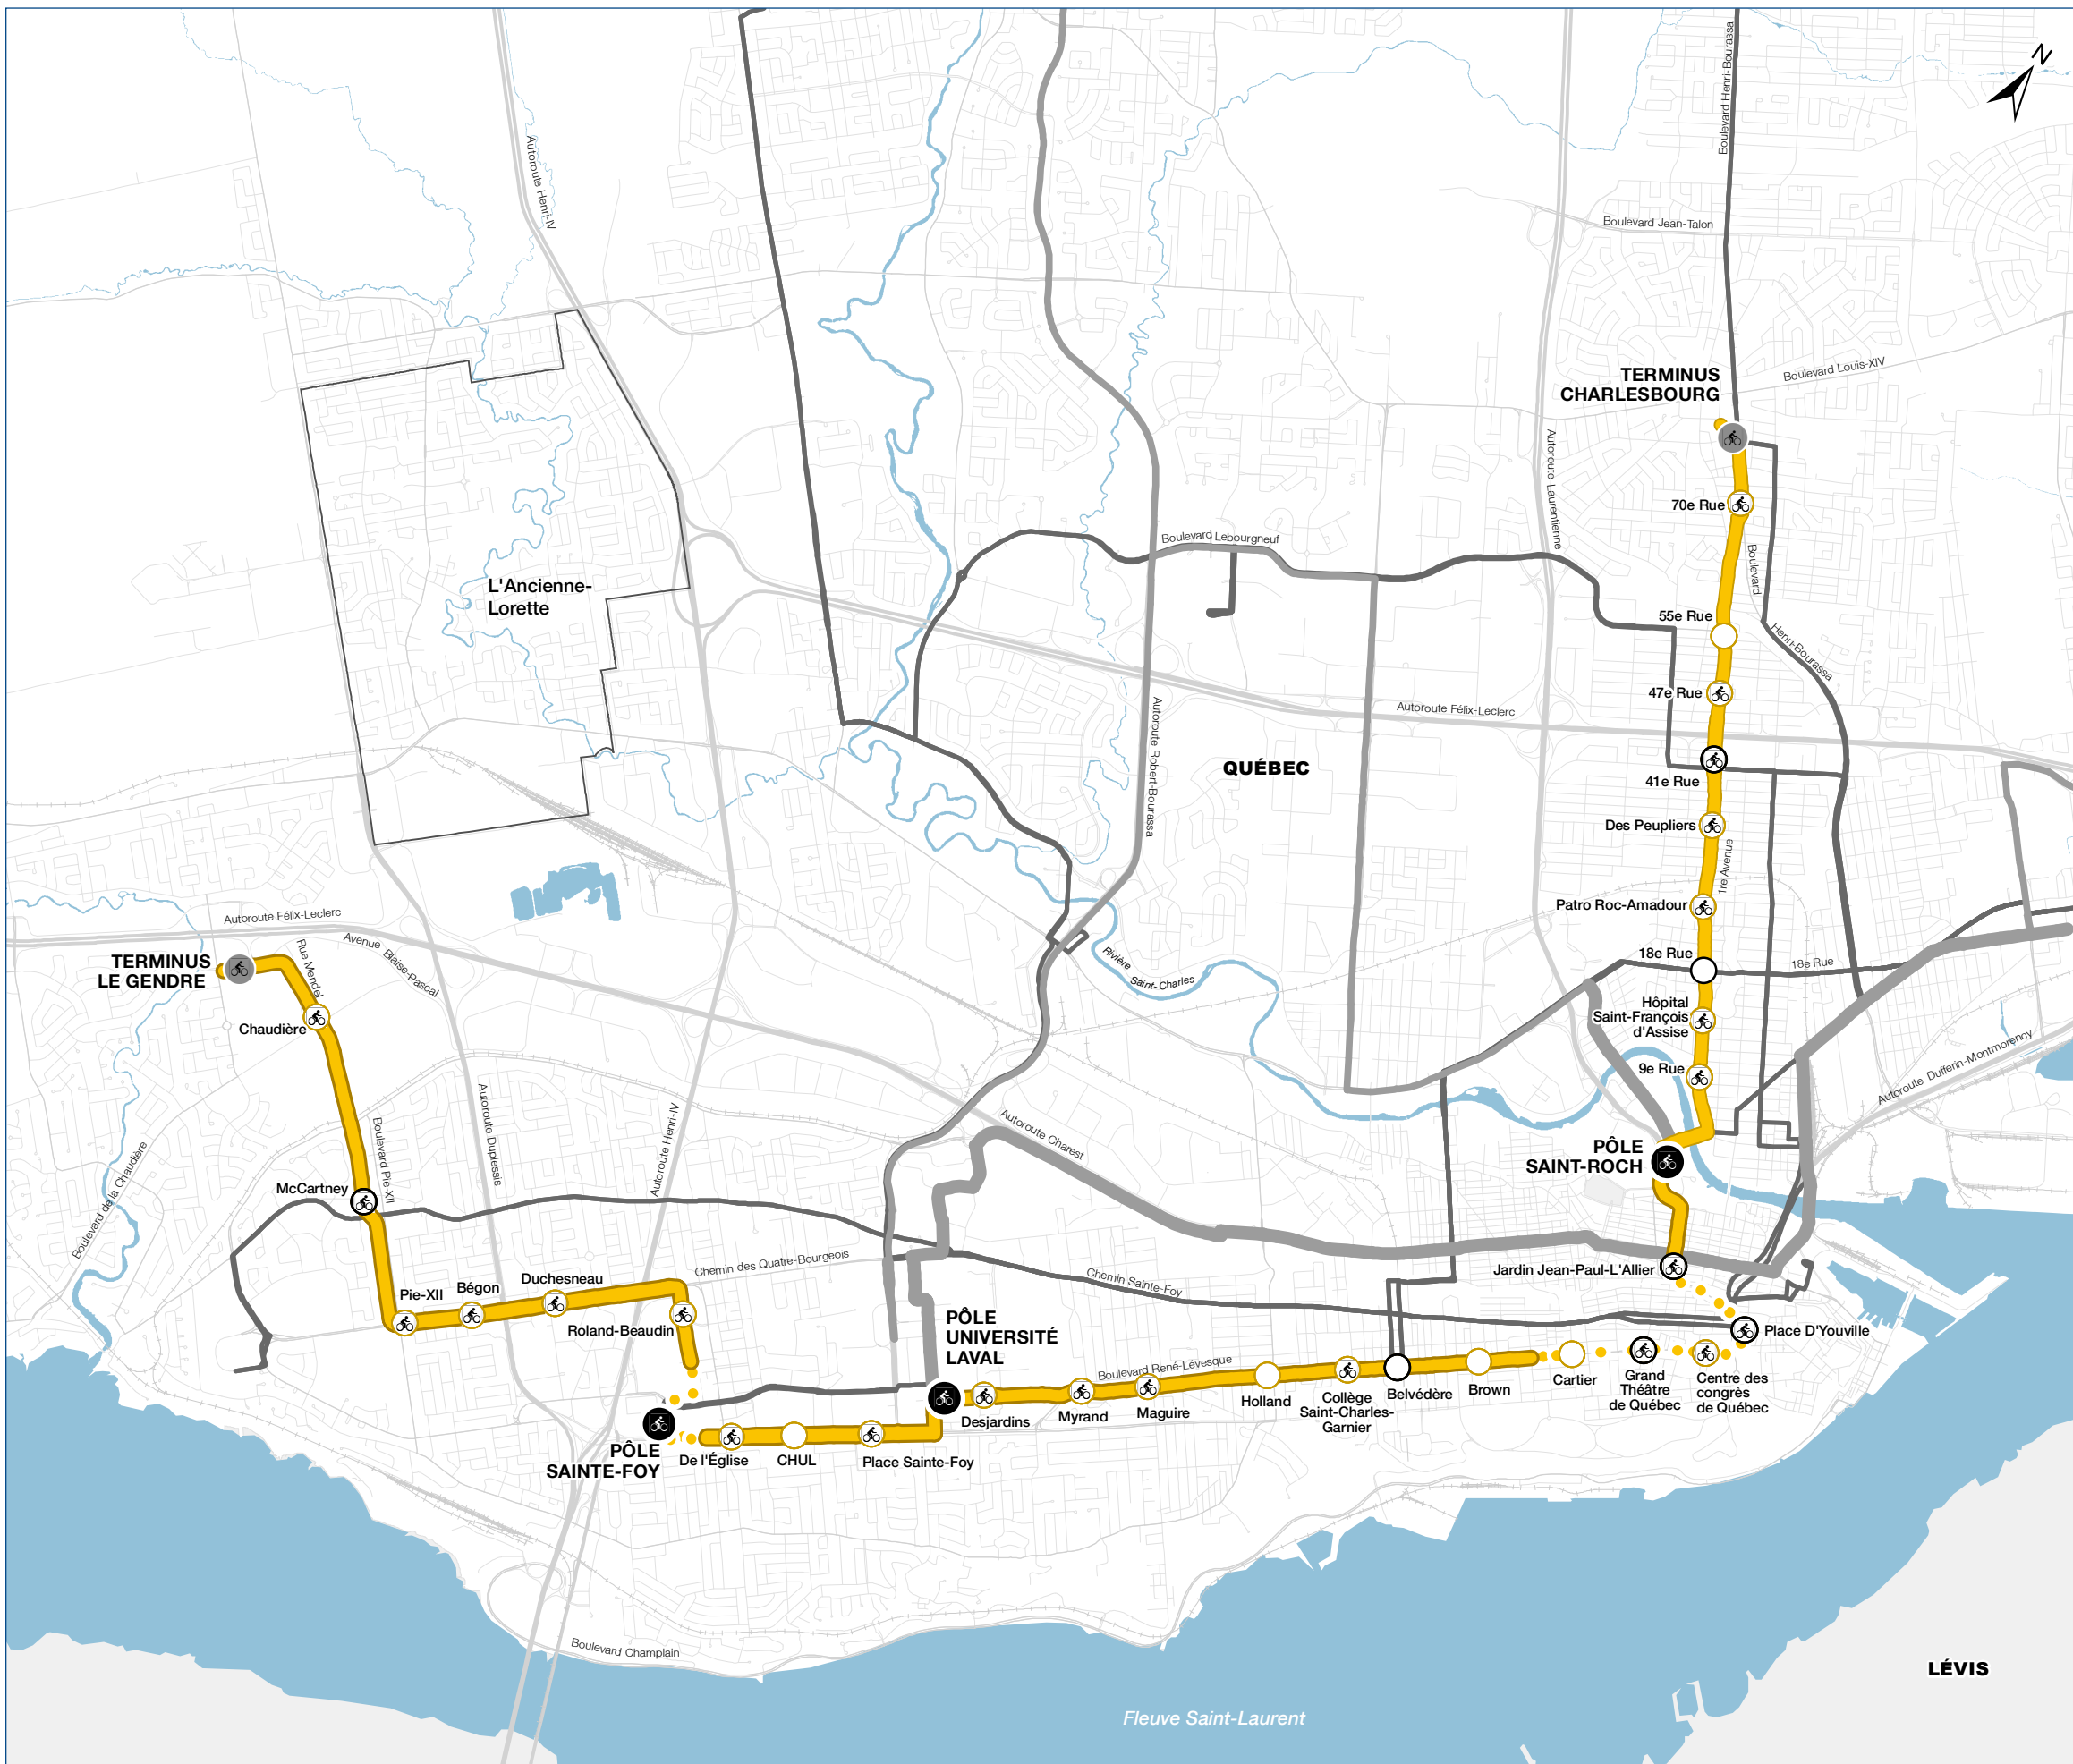 N
Boulevard Henri-Bourassa
Autoroute Henri-IV
Boulevard Jean-Talon
TERMINUS
CHARLESBOURG
Boulevard Louis-XIV
Autoroute Laurentienne
70e Rue
Boulevard Lebourgneuf
Boulevard
Henri-Bourassa
L'Ancienne-
Lorette
55e Rue
47e Rue
Autoroute Félix-Leclerc
Autoroute Robert-Bourassa
QUÉBEC
41e Rue
Des Peupliers
1re Avenue
Patro Roc-Amadour
Autoroute Félix-Leclerc
Avenue Blaise-Pascal
Rue Mendel
TERMINUS
LE GENDRE
18e Rue
18e Rue
Rivière
Saint-Charles
Chaudière
Hôpital
Saint-François
d'Assise
9e Rue
Autoroute Dufferin-Montmorency
Autoroute Duplessis
Autoroute Henri-IV
Autoroute Charest
Boulevard Pie-XII
Boulevard de la Chaudière
PÔLE
SAINT-ROCH
McCartney
Chemin des Quatre-Bourgeois
Chemin Sainte-Foy
Jardin Jean-Paul-L'Allier
Pie-XII
Bégon
Duchesneau
Roland-Beaudin
PÔLE
UNIVERSITÉ
LAVAL
Place D'Youville
Boulevard René-Lévesque
Desjardins
Myrand
Maguire
Holland
Collège
Saint-Charles-
Garnier
Belvédère
Brown
Cartier
Grand
Théâtre
de Québec
Centre des
congrès
de Québec
PÔLE
SAINTE-FOY
De l'Église
CHUL
Place Sainte-Foy
Boulevard Champlain
LÉVIS
Fleuve Saint-Laurent